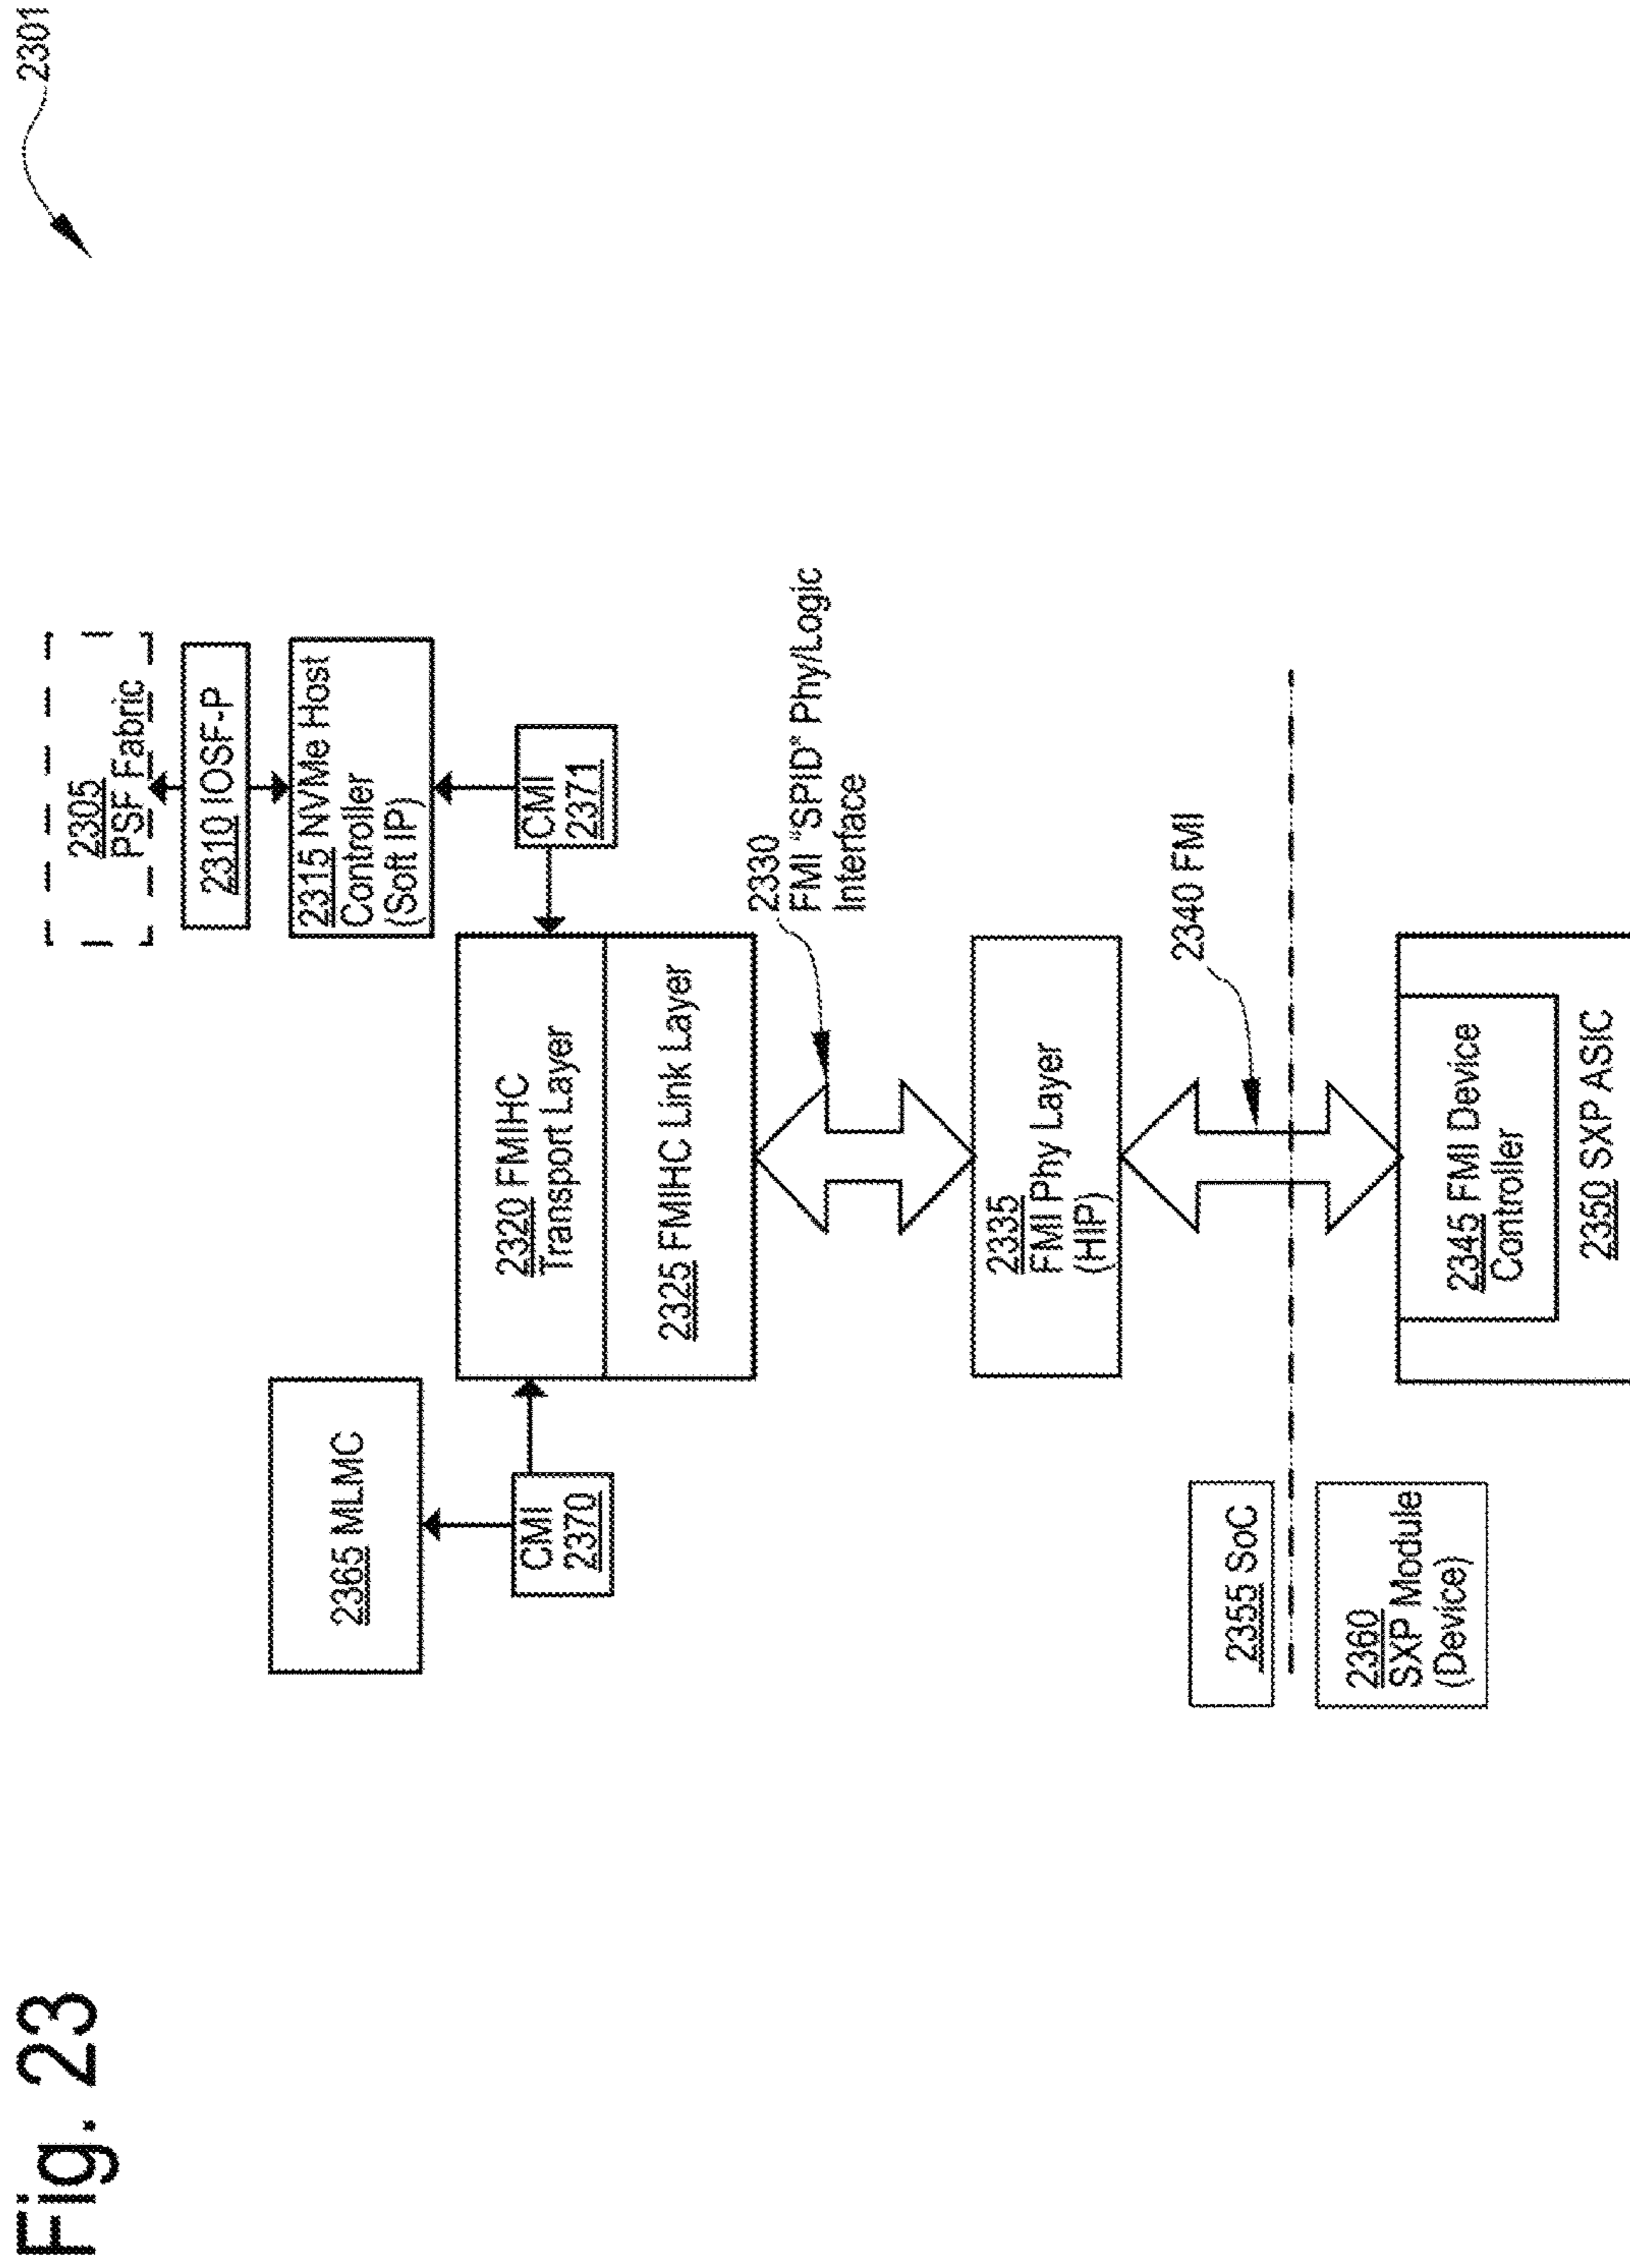 Fig. 23
2301
2305
PSF Fabric
2310 IOSF-P
2315 NVMe Host
Controller
(Soft IP)
2365 MLMC
CMI
2370
CMI
2371
2320 FMIHC
Transport Layer
2325 FMIHC Link Layer
2330
FMI "SPID" Phy/Logic
Interface
2335
FMI Phy Layer
(HIP)
2340 FMI
2355 SoC
2360
SXP Module
(Device)
2345 FMI Device
Controller
2350 SXP ASIC